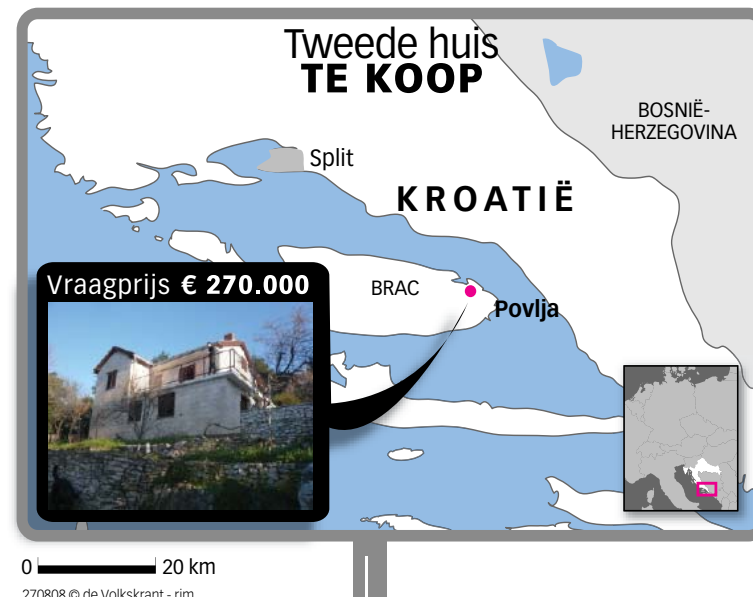 Tweede huis
TE KOOP
BOSNIË-
HERZEGOVINA
Split
KROATIË
Vraagprijs € 270.000
BRAC
Povlja
0 20 km
270808 © de Volkskrant - rim